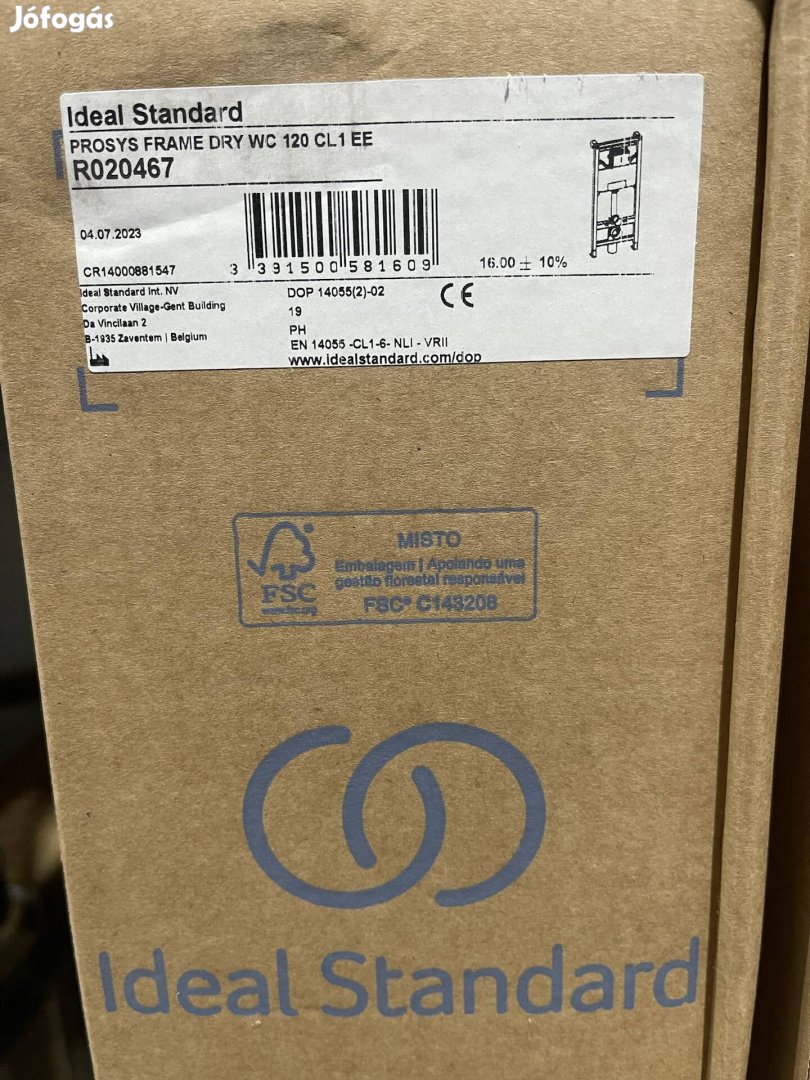 Jófogás
Ideal Standard
PROSYS FRAME DRY WC 120 CL1 EE
R020467
04.07.2023
CR14000881547
3 391500 581609
16.00 ± 10%
Ideal Standard Int. NV
Corporate Village-Gent Building
Da Vincilaan 2
B-1935 Zaventem | Belgium
DOP 14055(2)-02
CE
19
PH
EN 14055 -CL1-6- NLI - VRII
www.idealstandard.com/dop
FSC
www.fsc.org
MISTO
Embalagem | Apoiando uma
gestão florestal responsável
FSC® C143208
Ideal Standard